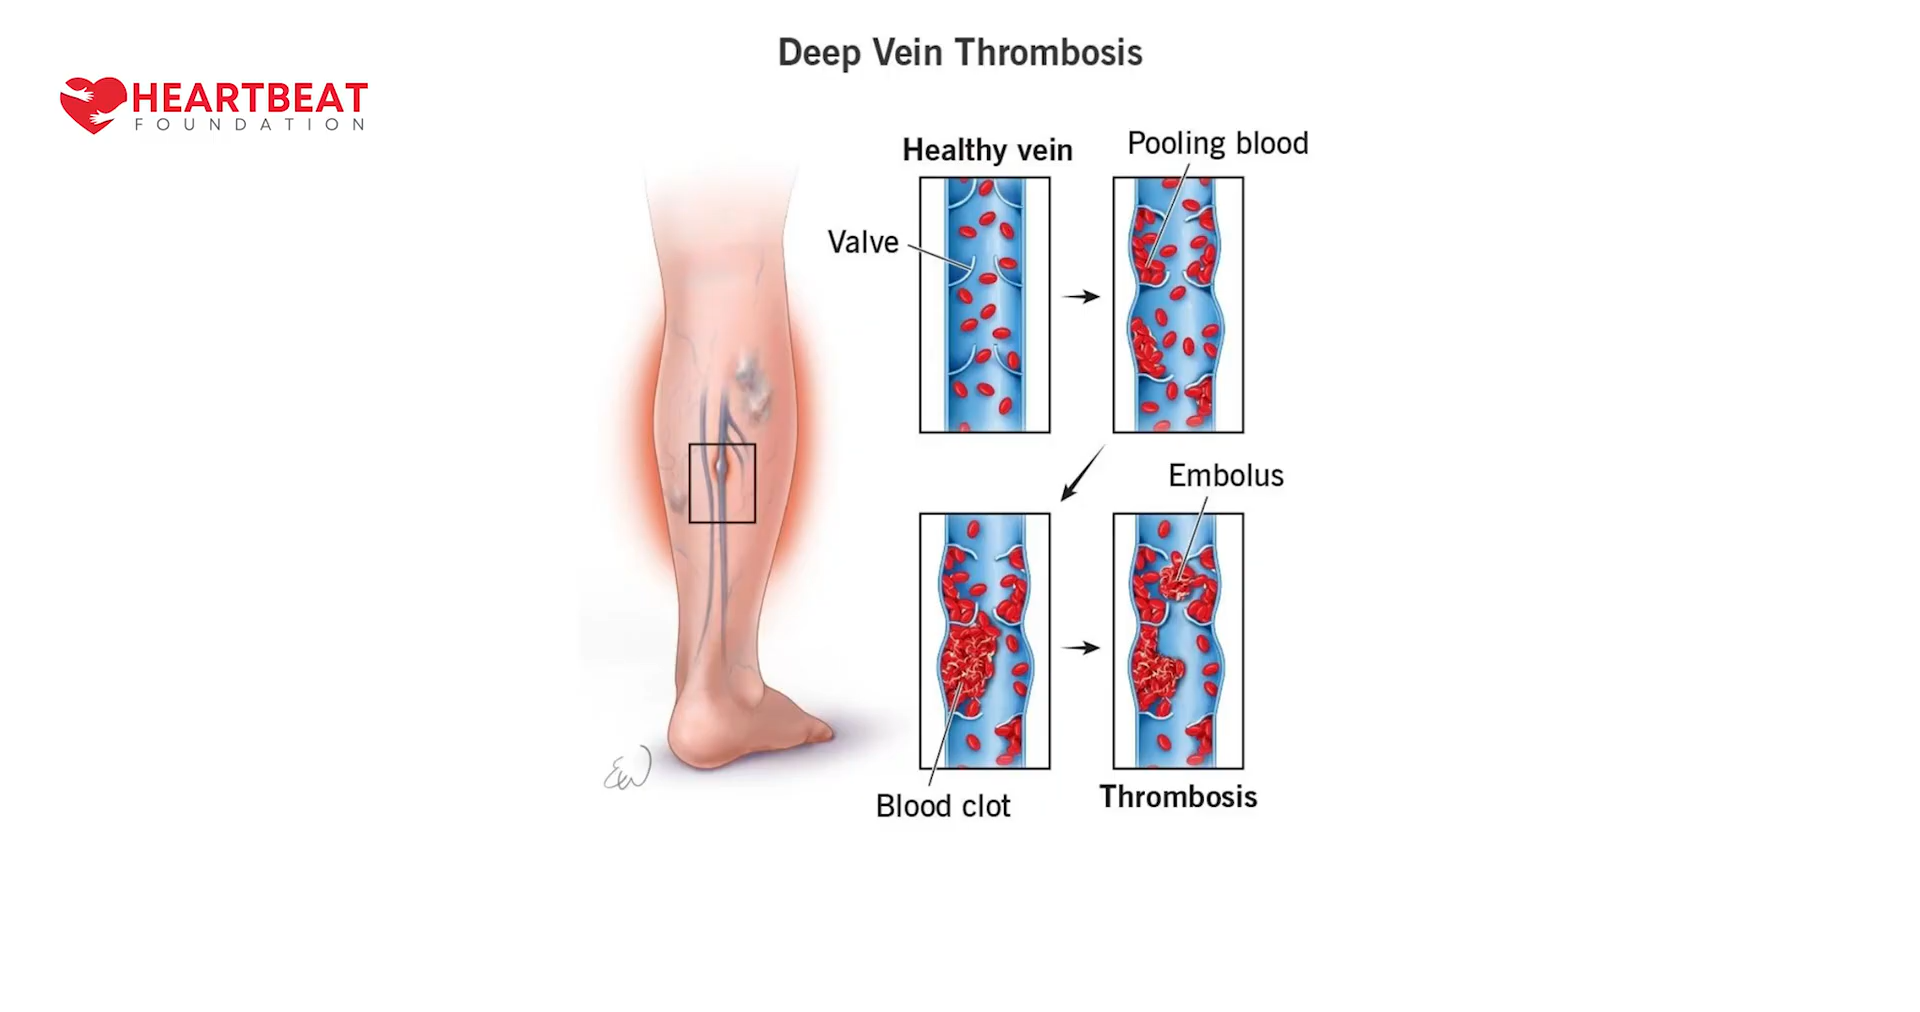 Deep Vein Thrombosis
HEARTBEAT
FOUNDATION
Healthy vein
Pooling blood
Valve
Embolus
Blood clot
Thrombosis